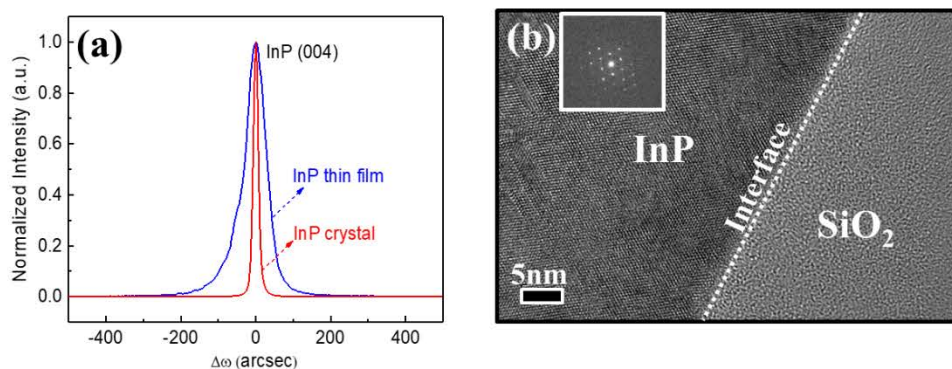 (a)
InP (004)
InP thin film
InP crystal
Normalized Intensity (a.u.)
1.0
0.8
0.6
0.4
0.2
0.0
-400
-200
0
200
400
Δω (arcsec)
(b)
InP
Interface
SiO₂
5nm